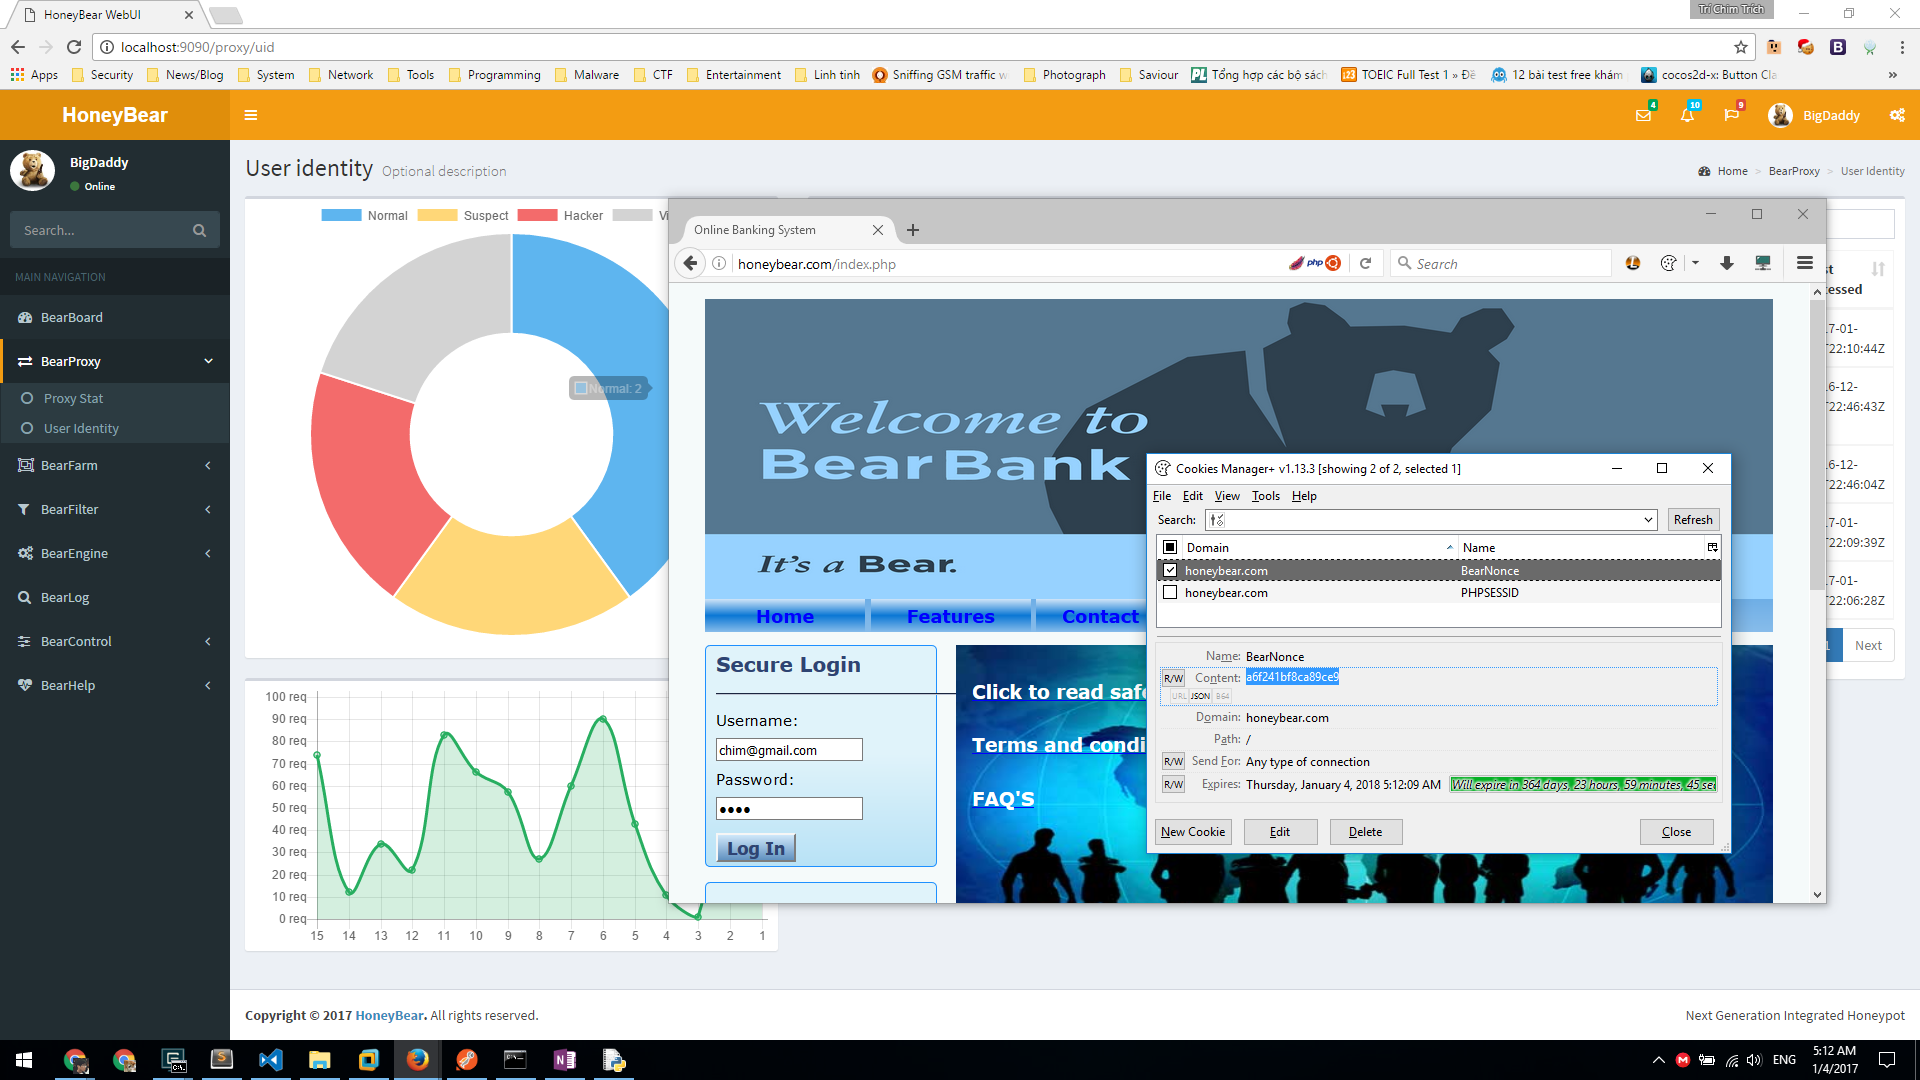 HoneyBear WebUI
Tri Chim Trich
localhost:9090/proxy/uid
Apps Security News/Blog System Network Tools Programming Malware CTF Entertainment Linh tinh Sniffing GSM traffic w Photograph Saviour Tổng hợp các bộ sách TOEIC Full Test 1 » Đề 12 bài test free khám cocos2d-x: Button Cla »
HoneyBear
4 10 9 BigDaddy
BigDaddy
Online
Search...
MAIN NAVIGATION
BearBoard
BearProxy
Proxy Stat
User Identity
BearFarm
BearFilter
BearEngine
BearLog
BearControl
BearHelp
User identity Optional description
Home > BearProxy > User Identity
Normal Suspect Hacker Vi
Normal: 2
100 req
90 req
80 req
70 req
60 req
50 req
40 req
30 req
20 req
10 req
0 req
15 14 13 12 11 10 9 8 7 6 5 4 3 2 1
Online Banking System
honeybear.com/index.php
php
Search
Welcome to
BearBank
It's a Bear.
Home Features Contact
Secure Login
Username:
chim@gmail.com
Password:
••••
Log In
Click to read safe
Terms and condi
FAQ'S
Cookies Manager+ v1.13.3 [showing 2 of 2, selected 1]
File Edit View Tools Help
Search: Refresh
Domain Name
honeybear.com BearNonce
honeybear.com PHPSESSID
Name: BearNonce
R/W Content: a6f241bf8ca89ce9
URL JSON B64
Domain: honeybear.com
Path: /
R/W Send For: Any type of connection
R/W Expires: Thursday, January 4, 2018 5:12:09 AM Will expire in 364 days, 23 hours, 59 minutes, 45 sec
New Cookie Edit Delete Close
st
cessed
7-01-
T22:10:44Z
6-12-
T22:46:43Z
6-12-
T22:46:04Z
7-01-
T22:09:39Z
7-01-
T22:06:28Z
1 Next
Copyright © 2017 HoneyBear. All rights reserved.
Next Generation Integrated Honeypot
ENG
5:12 AM
1/4/2017